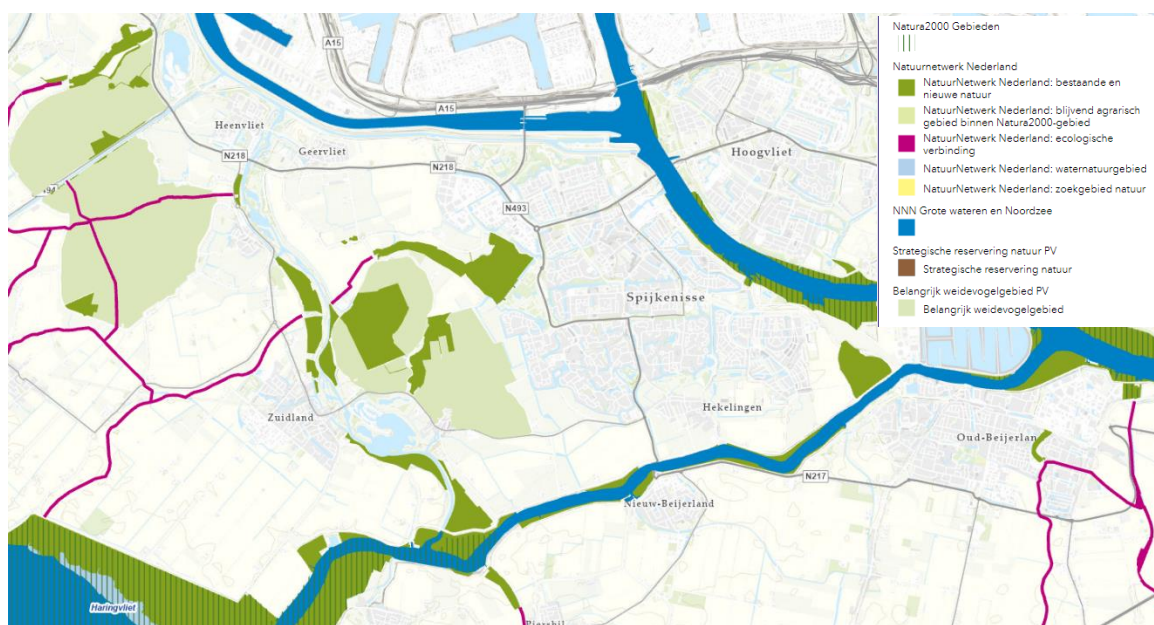 A15
A15
Heenvliet
Geervliet
N218
N218
N493
Hoogvliet
Spijkenisse
Zuidland
Hekelingen
Oud-Beijerlan
N217
Nieuw-Beijerland
Haringvliet
Piershil
Natura2000 Gebieden
Natuurnetwerk Nederland
NatuurNetwerk Nederland: bestaande en
nieuwe natuur
NatuurNetwerk Nederland: blijvend agrarisch
gebied binnen Natura2000-gebied
NatuurNetwerk Nederland: ecologische
verbinding
NatuurNetwerk Nederland: waternatuurgebied
NatuurNetwerk Nederland: zoekgebied natuur
NNN Grote wateren en Noordzee
Strategische reservering natuur PV
Strategische reservering natuur
Belangrijk weidevogelgebied PV
Belangrijk weidevogelgebied